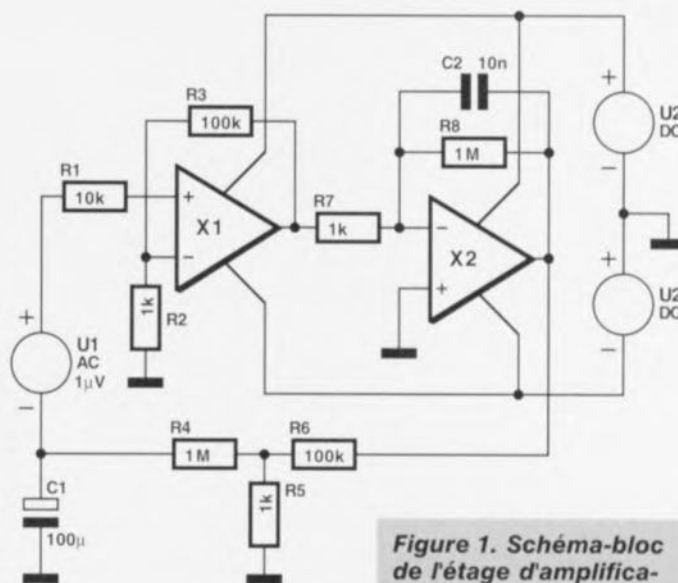 C2 10n
R3
100k
R8
1M
U2
DC
R1
10k
R7
1k
X1
X2
+
−
−
+
+
−
+
−
1k
R2
+
U1
AC
1µV
−
U2
DC
R4
1M
R6
100k
1k
R5
C1
100µ
Figure 1. Schéma-bloc
de l'étage d'amplifica-